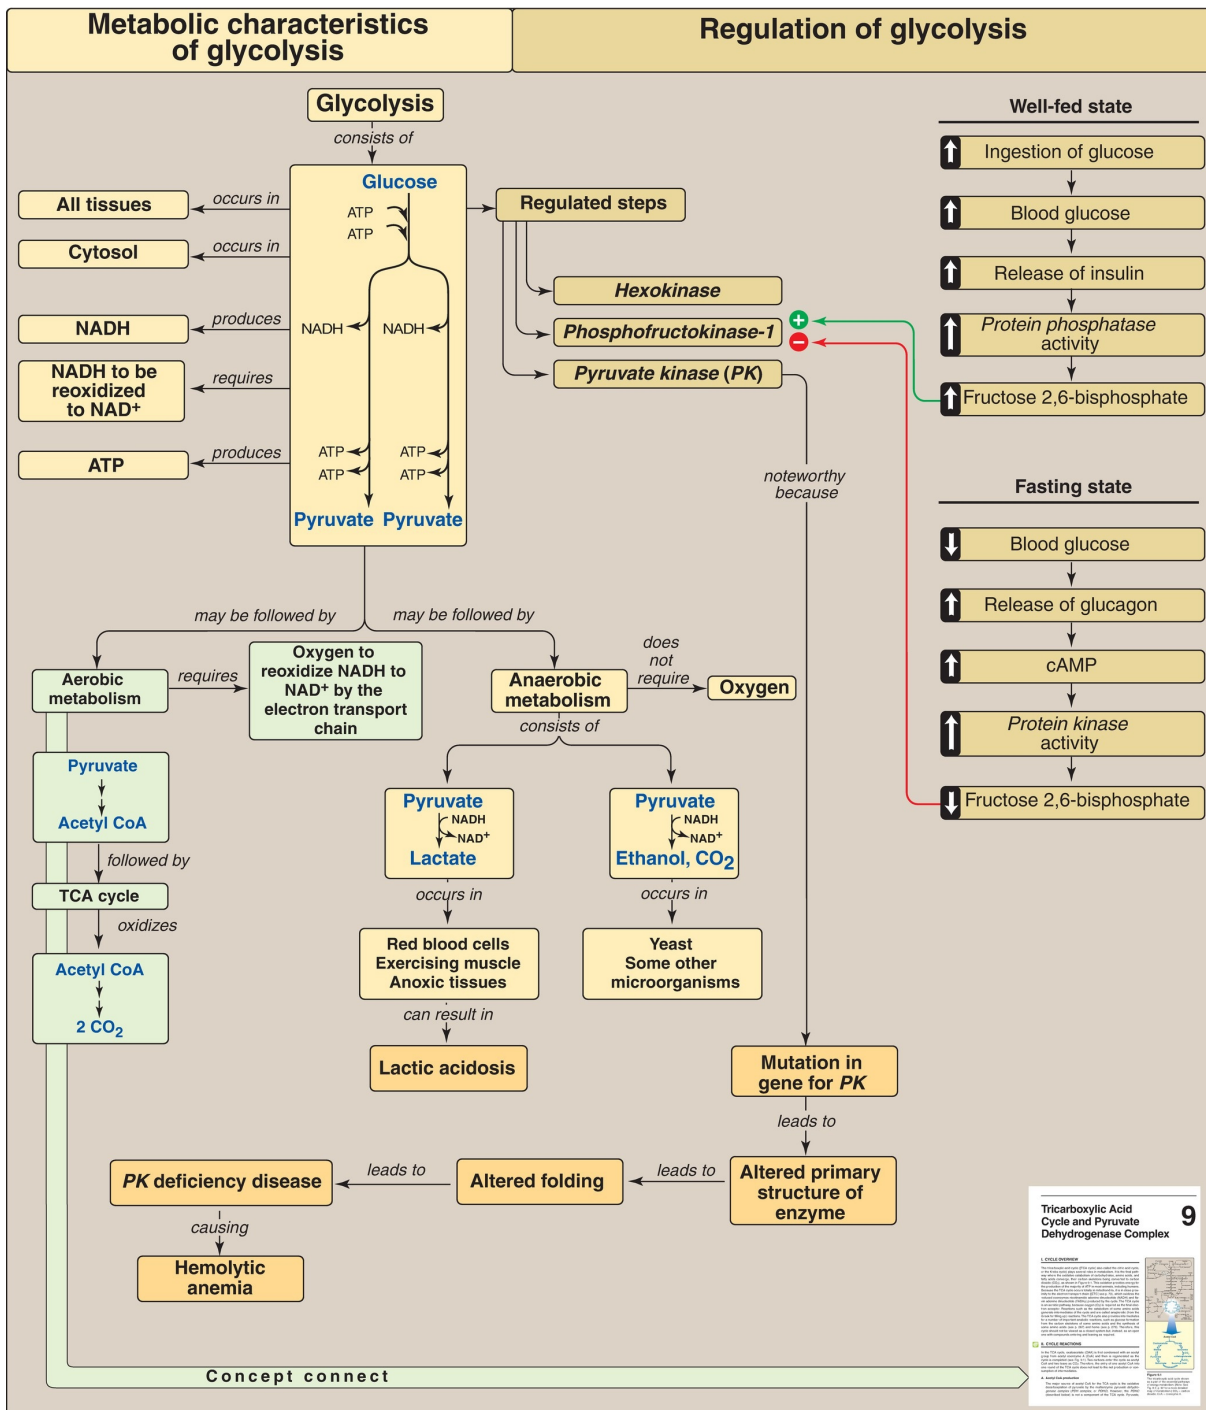 Metabolic characteristics
of glycolysis
Regulation of glycolysis
Glycolysis
consists of
Glucose
ATP
ATP
NADH
NADH
ATP
ATP
ATP
ATP
Pyruvate
Pyruvate
occurs in
All tissues
occurs in
Cytosol
produces
NADH
requires
NADH to be
reoxidized
to NAD+
produces
ATP
Regulated steps
Hexokinase
Phosphofructokinase-1
Pyruvate kinase (PK)
+
−
noteworthy
because
Well-fed state
Ingestion of glucose
Blood glucose
Release of insulin
Protein phosphatase
activity
Fructose 2,6-bisphosphate
Fasting state
Blood glucose
Release of glucagon
cAMP
Protein kinase
activity
Fructose 2,6-bisphosphate
may be followed by
may be followed by
Aerobic
metabolism
requires
Oxygen to
reoxidize NADH to
NAD+ by the
electron transport
chain
Anaerobic
metabolism
does
not
require
Oxygen
consists of
Pyruvate
Acetyl CoA
followed by
TCA cycle
oxidizes
Acetyl CoA
2 CO2
Pyruvate
NADH
NAD+
Lactate
occurs in
Red blood cells
Exercising muscle
Anoxic tissues
can result in
Lactic acidosis
Pyruvate
NADH
NAD+
Ethanol, CO2
occurs in
Yeast
Some other
microorganisms
Mutation in
gene for PK
leads to
Altered primary
structure of
enzyme
leads to
Altered folding
leads to
PK deficiency disease
causing
Hemolytic
anemia
Concept connect
Tricarboxylic Acid
Cycle and Pyruvate
Dehydrogenase Complex
9
I. CYCLE OVERVIEW
II. CYCLE REACTIONS
A. Acetyl CoA production